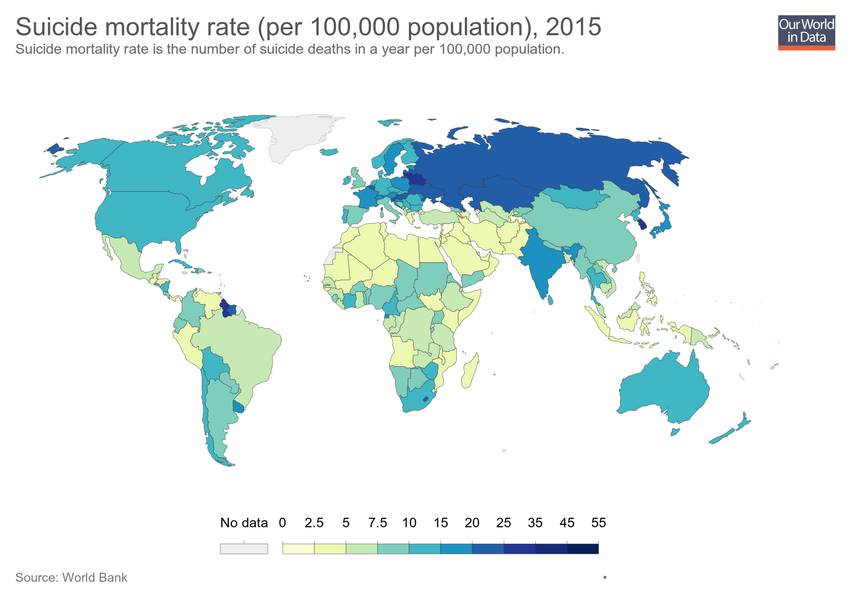 Suicide mortality rate (per 100,000 population), 2015
Suicide mortality rate is the number of suicide deaths in a year per 100,000 population.
Our World
in Data
No data 0 2.5 5 7.5 10 15 20 25 35 45 55
Source: World Bank